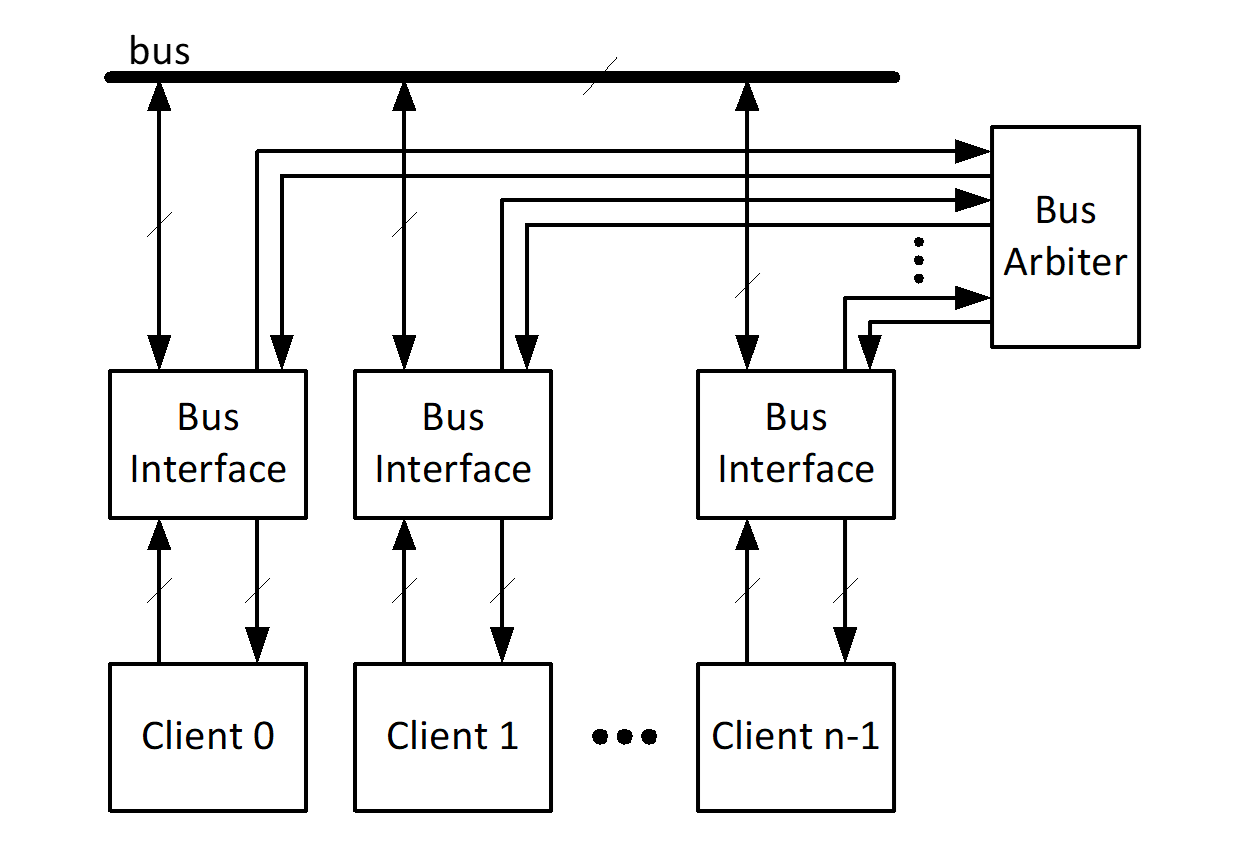 bus
Bus
Arbiter
Bus
Interface
Bus
Interface
Bus
Interface
Client 0
Client 1
Client n-1